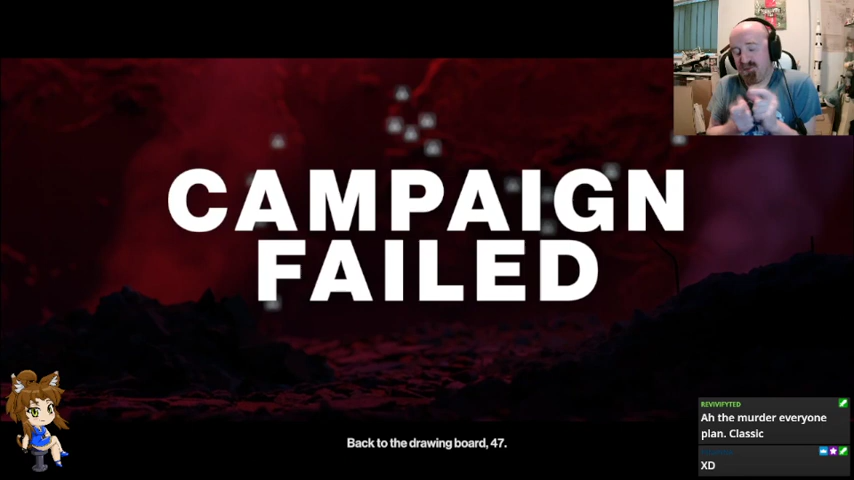 CAMPAIGN
FAILED
Back to the drawing board, 47.
REVIVIFYTED
Ah the murder everyone
plan. Classic
XD